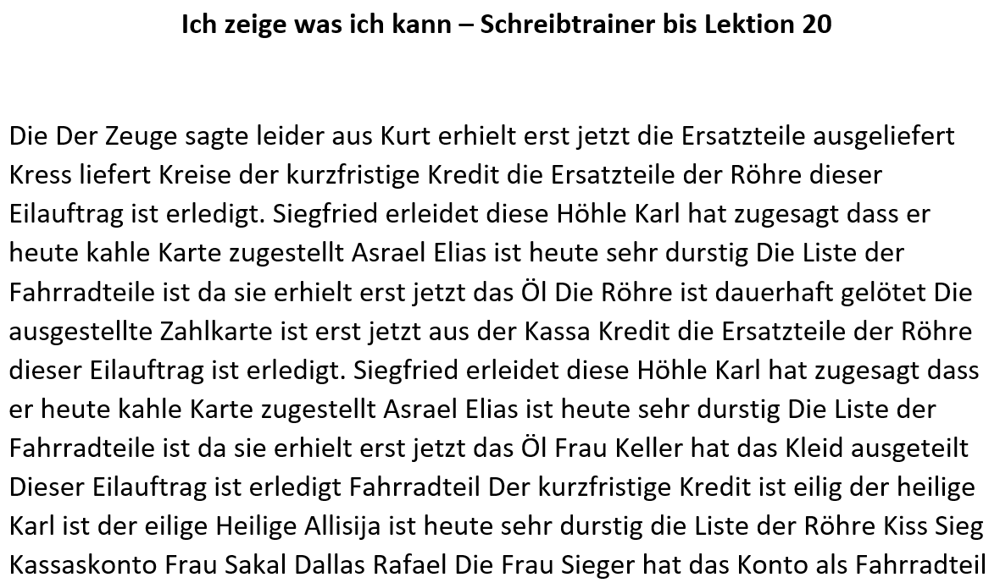 Ich zeige was ich kann – Schreibtrainer bis Lektion 20
Die Der Zeuge sagte leider aus Kurt erhielt erst jetzt die Ersatzteile ausgeliefert
Kress liefert Kreise der kurzfristige Kredit die Ersatzteile der Röhre dieser
Eilauftrag ist erledigt. Siegfried erleidet diese Höhle Karl hat zugesagt dass er
heute kahle Karte zugestellt Asrael Elias ist heute sehr durstig Die Liste der
Fahrradteile ist da sie erhielt erst jetzt das Öl Die Röhre ist dauerhaft gelötet Die
ausgestellte Zahlkarte ist erst jetzt aus der Kassa Kredit die Ersatzteile der Röhre
dieser Eilauftrag ist erledigt. Siegfried erleidet diese Höhle Karl hat zugesagt dass
er heute kahle Karte zugestellt Asrael Elias ist heute sehr durstig Die Liste der
Fahrradteile ist da sie erhielt erst jetzt das Öl Frau Keller hat das Kleid ausgeteilt
Dieser Eilauftrag ist erledigt Fahrradteil Der kurzfristige Kredit ist eilig der heilige
Karl ist der eilige Heilige Allisija ist heute sehr durstig die Liste der Röhre Kiss Sieg
Kassaskonto Frau Sakal Dallas Rafael Die Frau Sieger hat das Konto als Fahrradteil